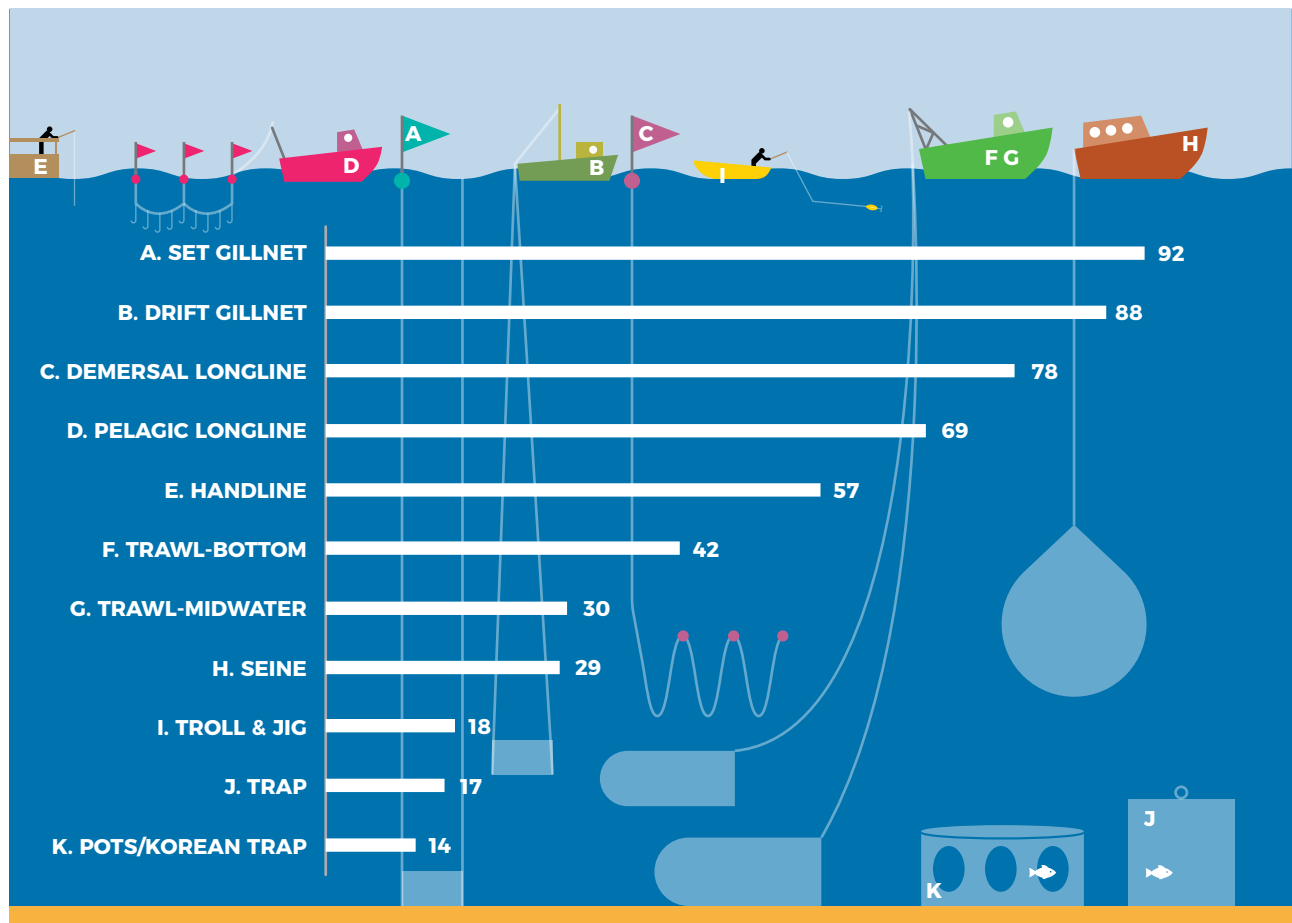 E
D
A
B
C
I
F G
H
A. SET GILLNET 92
B. DRIFT GILLNET 88
C. DEMERSAL LONGLINE 78
D. PELAGIC LONGLINE 69
E. HANDLINE 57
F. TRAWL-BOTTOM 42
G. TRAWL-MIDWATER 30
H. SEINE 29
I. TROLL & JIG 18
J. TRAP 17
K. POTS/KOREAN TRAP 14
J
K